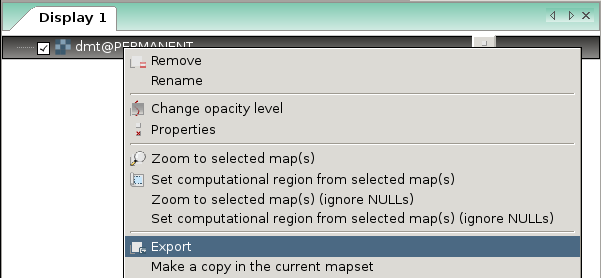 Display 1
dmt@PERMANENT
Remove
Rename
Change opacity level
Properties
Zoom to selected map(s)
Set computational region from selected map(s)
Zoom to selected map(s) (ignore NULLs)
Set computational region from selected map(s) (ignore NULLs)
Export
Make a copy in the current mapset